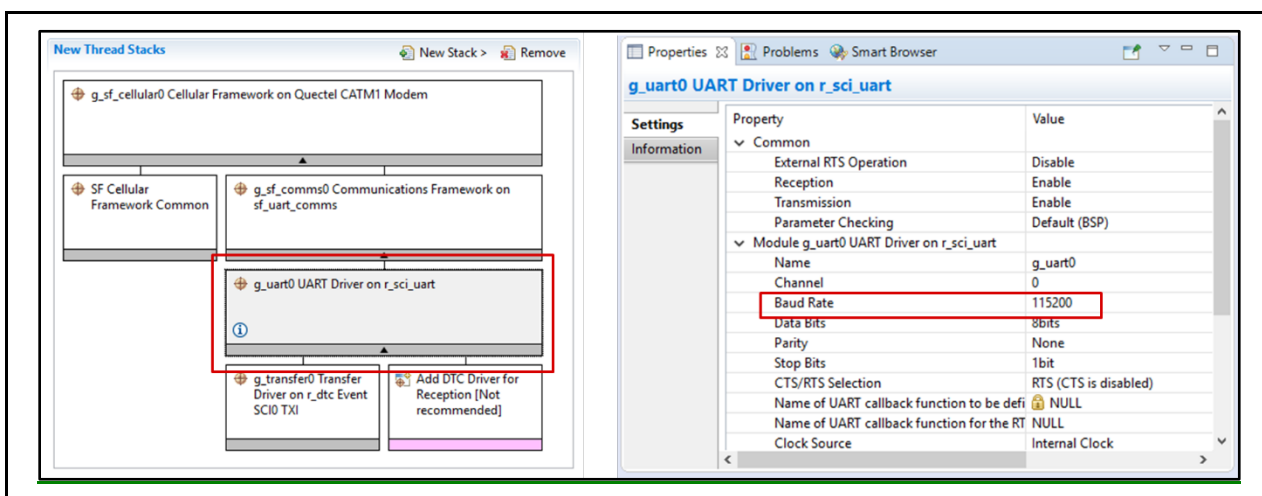 New Thread Stacks
New Stack > Remove
g_sf_cellular0 Cellular Framework on Quectel CATM1 Modem
SF Cellular
Framework Common
g_sf_comms0 Communications Framework on
sf_uart_comms
g_uart0 UART Driver on r_sci_uart
g_transfer0 Transfer
Driver on r_dtc Event
SCI0 TXI
Add DTC Driver for
Reception [Not
recommended]
Properties Problems Smart Browser
g_uart0 UART Driver on r_sci_uart
Settings
Information
Property Value
Common
External RTS Operation Disable
Reception Enable
Transmission Enable
Parameter Checking Default (BSP)
Module g_uart0 UART Driver on r_sci_uart
Name g_uart0
Channel 0
Baud Rate 115200
Data Bits 8bits
Parity None
Stop Bits 1bit
CTS/RTS Selection RTS (CTS is disabled)
Name of UART callback function to be defi NULL
Name of UART callback function for the RT NULL
Clock Source Internal Clock